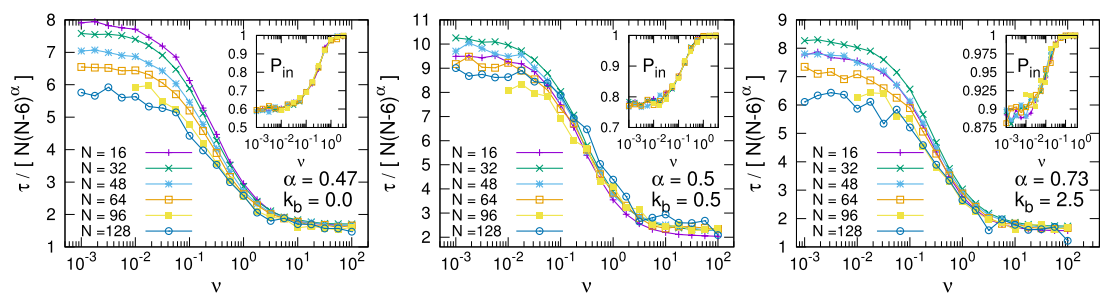 τ / [ N(N-6)^α ]
8
7
6
5
4
3
2
1
10^-3
10^-2
10^-1
10^0
10^1
10^2
ν
N = 16
N = 32
N = 48
N = 64
N = 96
N =128
α = 0.47
k_b = 0.0
P_in
1
0.9
0.8
0.7
0.6
0.5
10^-4
10^-2
10^-1
10^0
ν
τ / [ N(N-6)^α ]
11
10
9
8
7
6
5
4
3
2
10^-3
10^-2
10^-1
10^0
10^1
10^2
ν
N = 16
N = 32
N = 48
N = 64
N = 96
N =128
α = 0.5
k_b = 0.5
P_in
1
0.9
0.8
0.7
0.6
10^-4
10^-2
10^-1
10^0
ν
τ / [ N(N-6)^α ]
9
8
7
6
5
4
3
2
1
10^-3
10^-2
10^-1
10^0
10^1
10^2
ν
N = 16
N = 32
N = 48
N = 64
N = 96
N =128
α = 0.73
k_b = 2.5
P_in
1
0.975
0.95
0.925
0.9
0.875
10^-4
10^-2
10^-1
10^0
ν